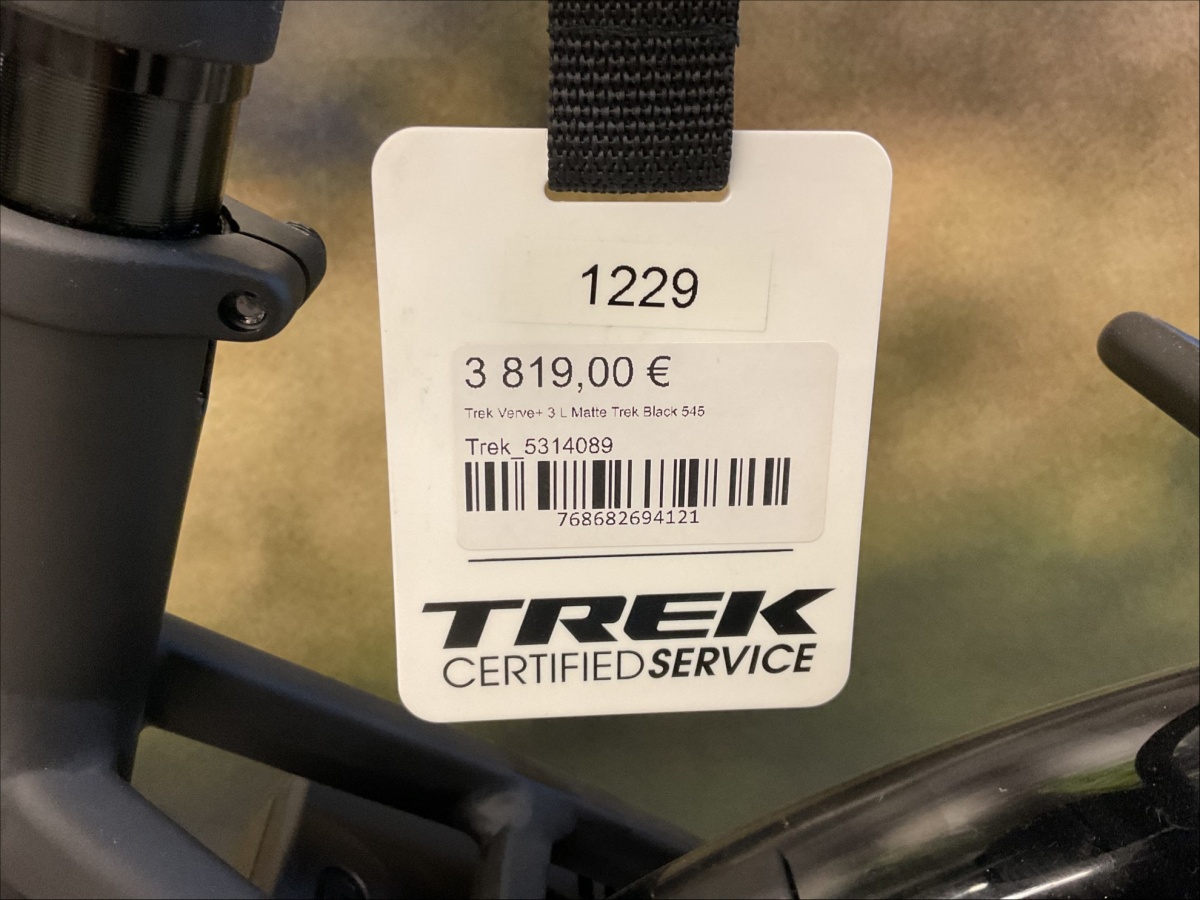 1229
3 819,00 €
Trek Verve+ 3 L Matte Trek Black 545
Trek_5314089
768682694121
TREK
CERTIFIEDSERVICE